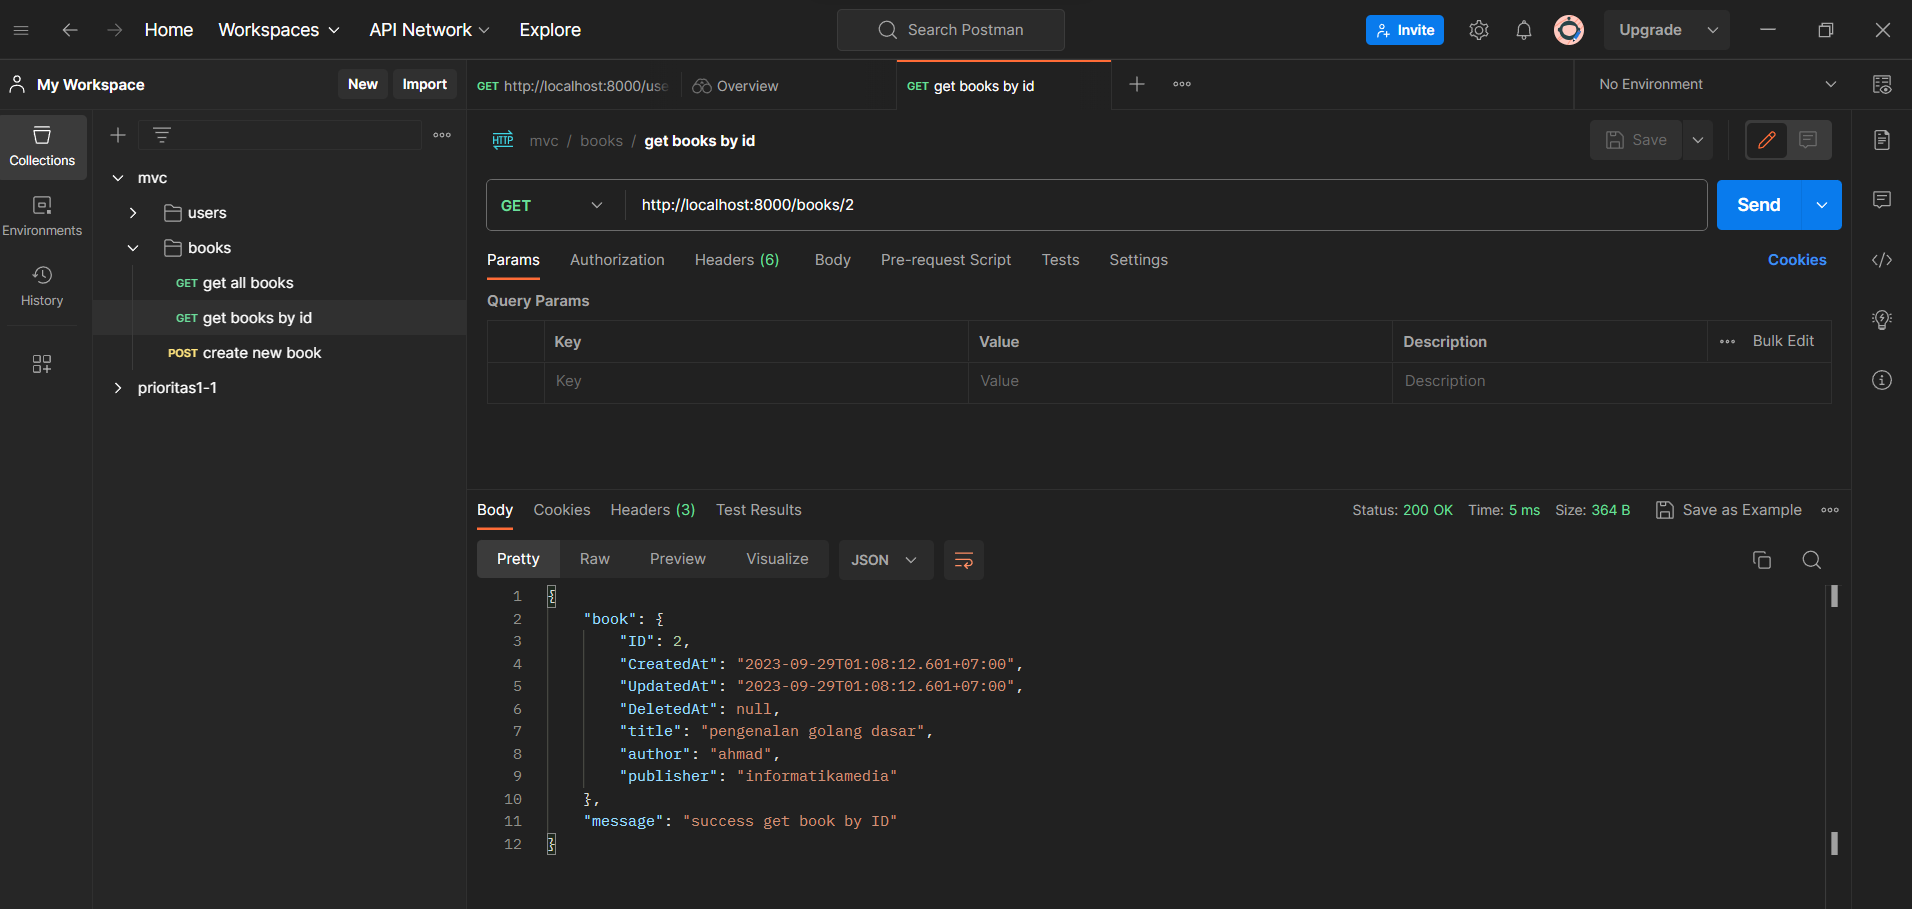 Home Workspaces API Network Explore Search Postman Invite Upgrade
My Workspace New Import GET http://localhost:8000/use Overview GET get books by id No Environment
Collections
Environments
History
mvc
users
books
GET get all books
GET get books by id
POST create new book
prioritas1-1
HTTP mvc / books / get books by id Save
GET http://localhost:8000/books/2 Send
Params Authorization Headers (6) Body Pre-request Script Tests Settings Cookies
Query Params
Key Value Description Bulk Edit
Key Value Description
Body Cookies Headers (3) Test Results Status: 200 OK Time: 5 ms Size: 364 B Save as Example
Pretty Raw Preview Visualize JSON
1 {
2 "book": {
3 "ID": 2,
4 "CreatedAt": "2023-09-29T01:08:12.601+07:00",
5 "UpdatedAt": "2023-09-29T01:08:12.601+07:00",
6 "DeletedAt": null,
7 "title": "pengenalan golang dasar",
8 "author": "ahmad",
9 "publisher": "informatikamedia"
10 },
11 "message": "success get book by ID"
12 }